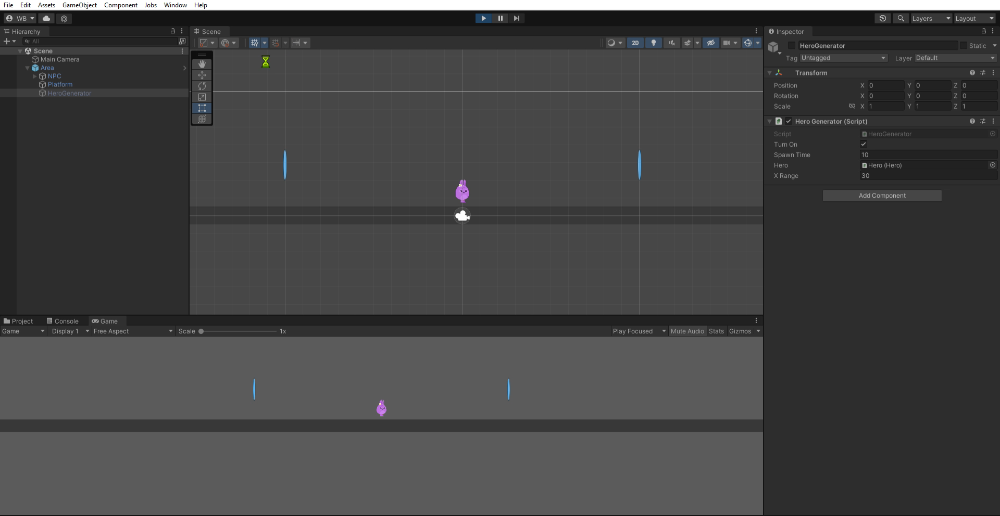 File Edit Assets GameObject Component Jobs Window Help
WB Layers Layout
Hierarchy
All
Scene
Main Camera
Area
NPC
Platform
HeroGenerator
Scene
2D
Inspector
HeroGenerator Static
Tag Untagged Layer Default
Transform
Position X 0 Y 0 Z 0
Rotation X 0 Y 0 Z 0
Scale X 1 Y 1 Z 1
# Hero Generator (Script)
Script HeroGenerator
Turn On
Spawn Time 10
Hero Hero (Hero)
X Range 30
Add Component
Project Console Game
Game Display 1 Free Aspect Scale 1x Play Focused Mute Audio Stats Gizmos